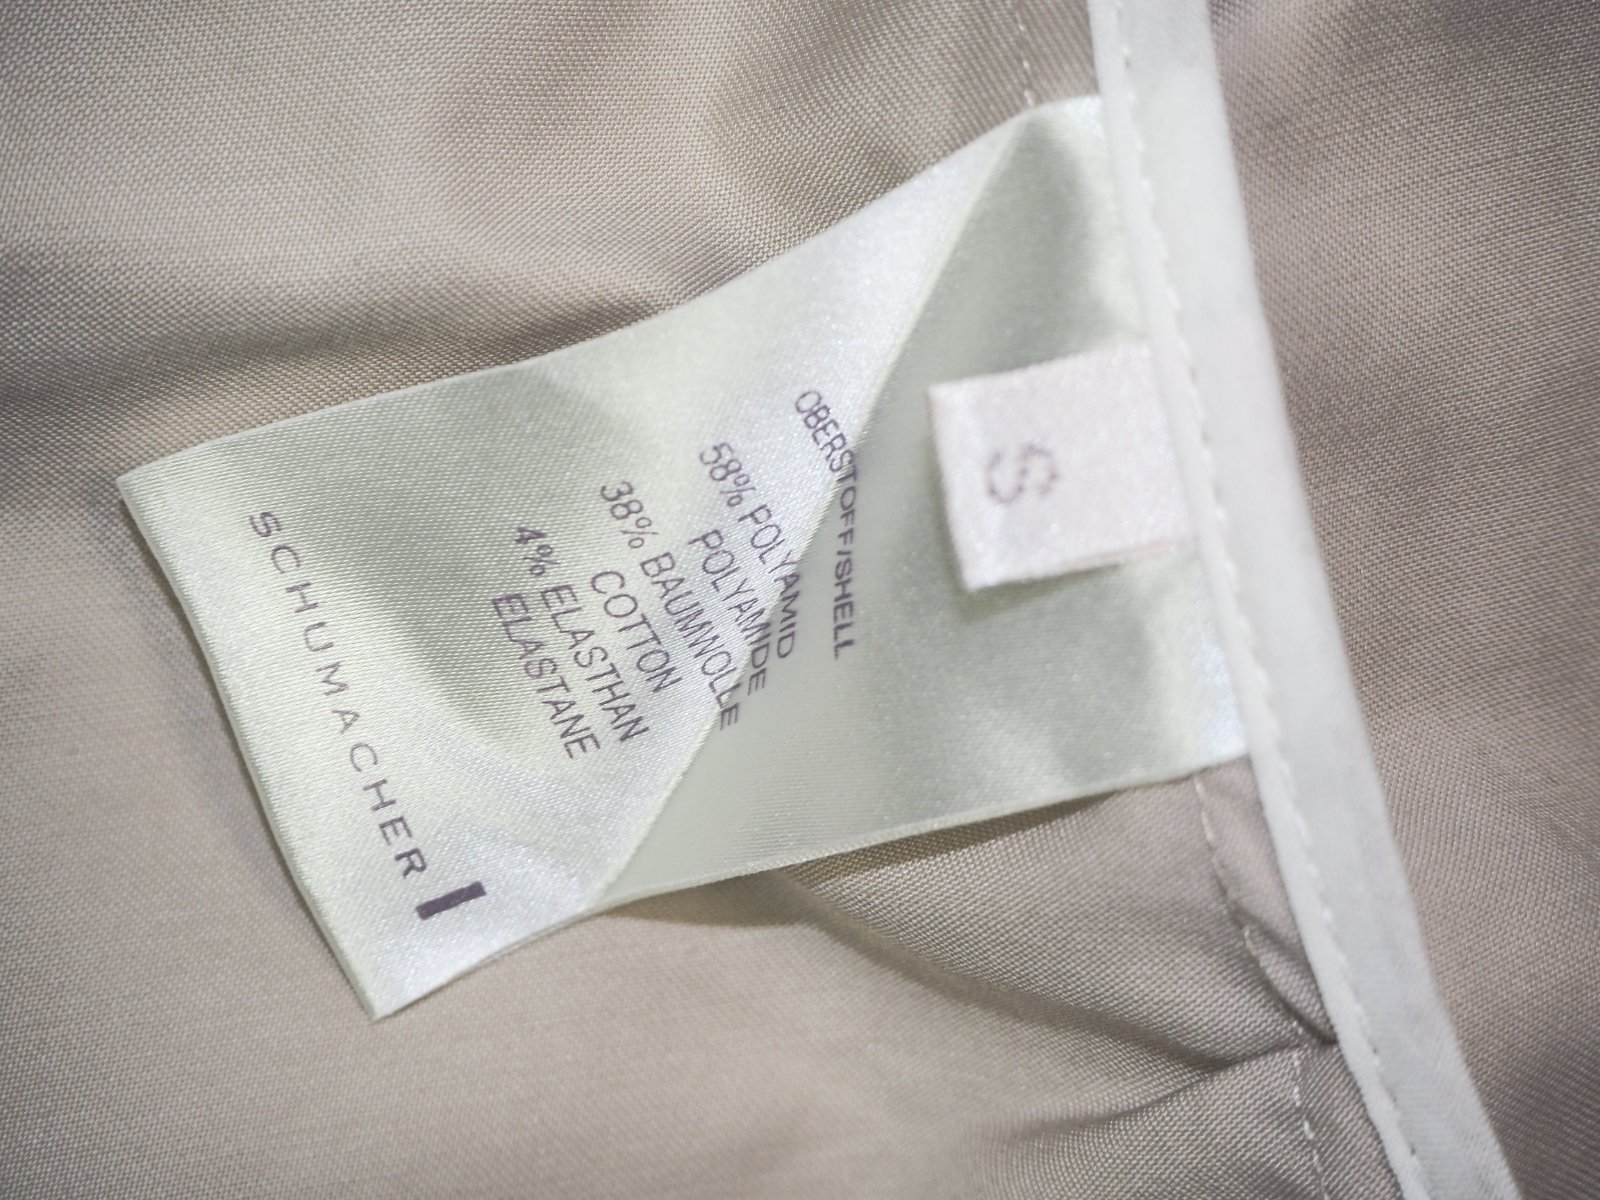 S
OBERSTOFF/SHELL
58% POLYAMID
POLYAMIDE
38% BAUMWOLLE
COTTON
4% ELASTHAN
ELASTANE
SCHUMACHER